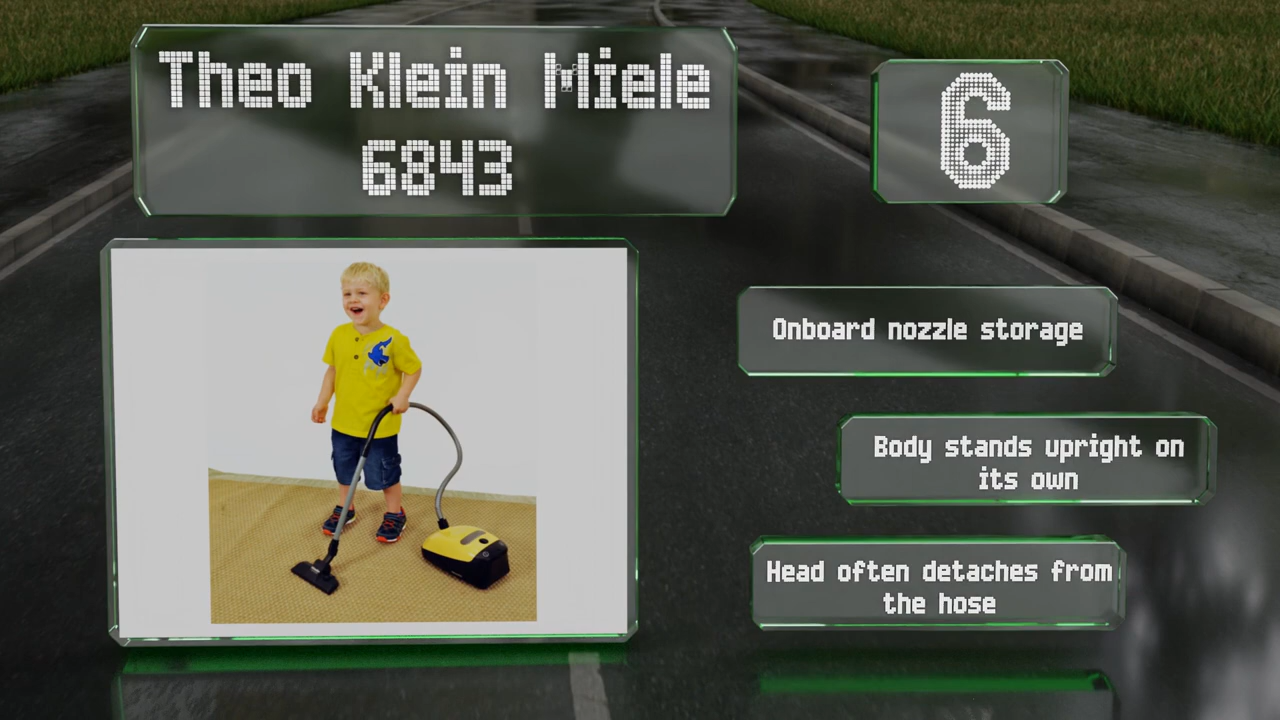 Theo Klein Miele
6843
6
Onboard nozzle storage
Body stands upright on
its own
Head often detaches from
the hose